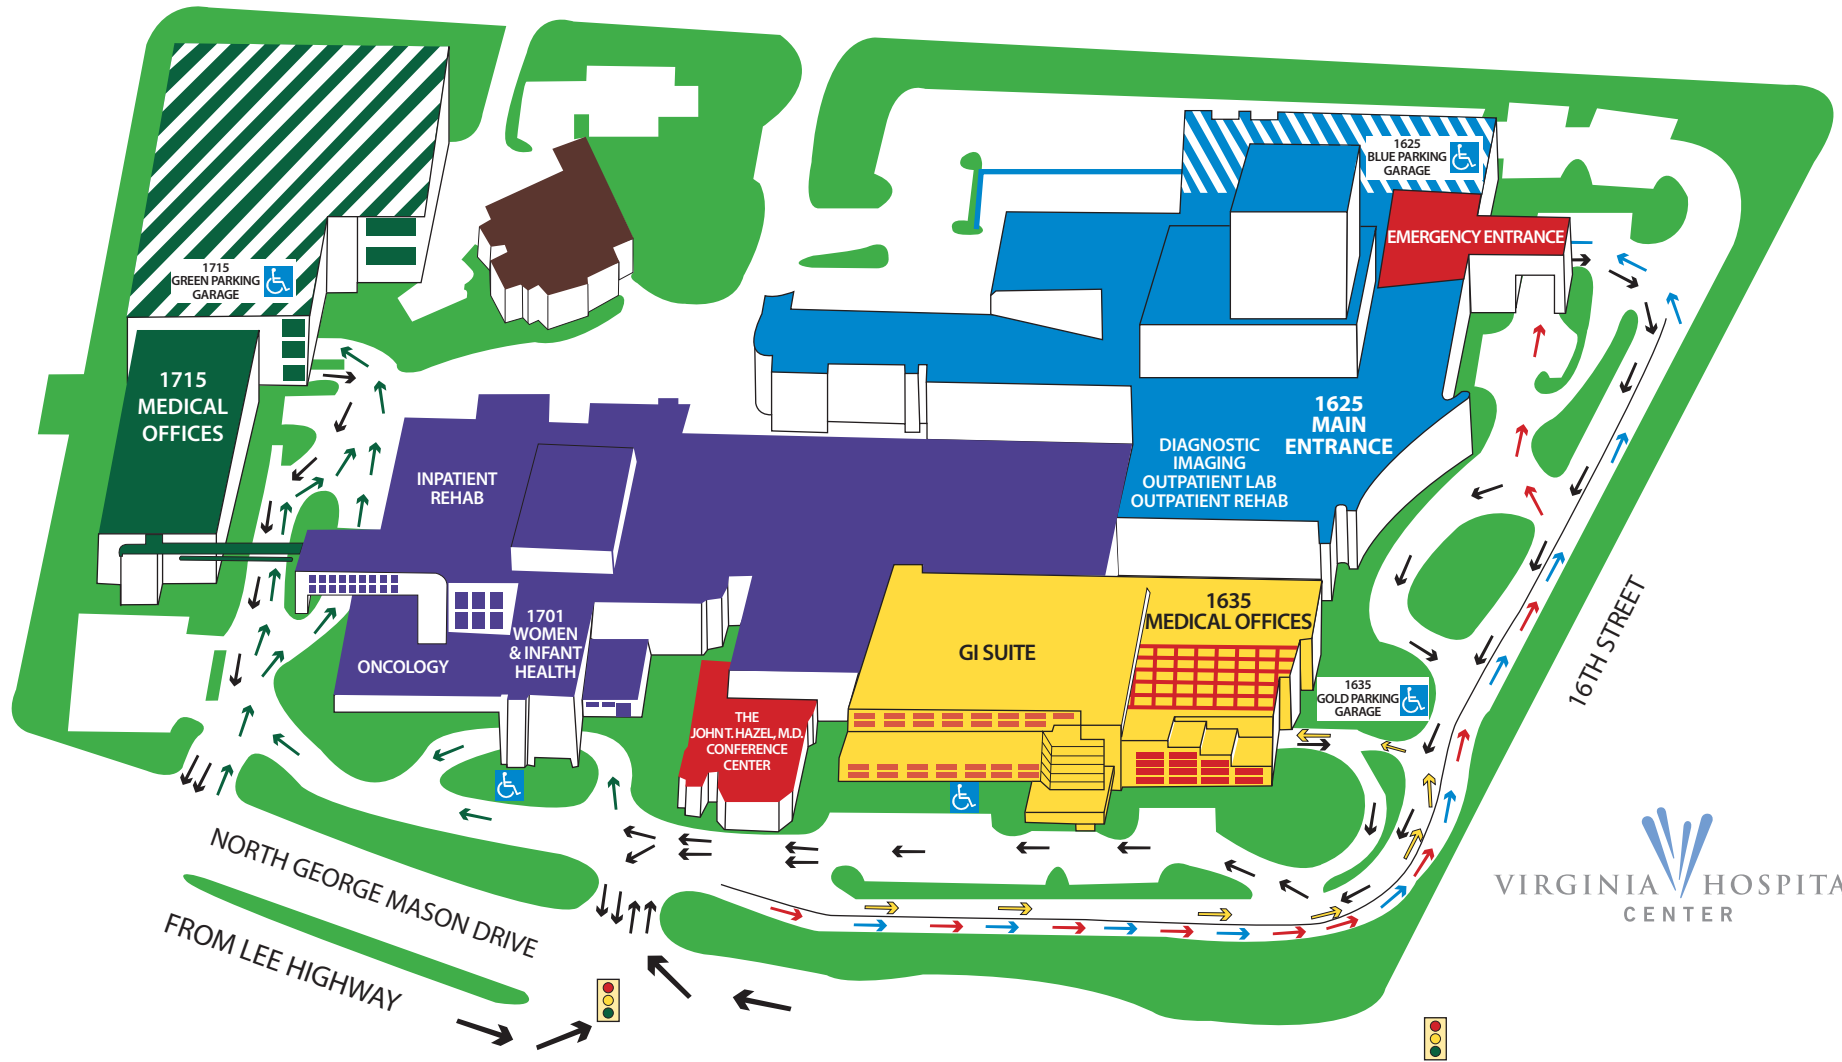 1625
BLUE PARKING
GARAGE
EMERGENCY ENTRANCE
1715
GREEN PARKING
GARAGE
1715
MEDICAL
OFFICES
1625
MAIN
ENTRANCE
DIAGNOSTIC
IMAGING
OUTPATIENT LAB
OUTPATIENT REHAB
INPATIENT
REHAB
1701
WOMEN
& INFANT
HEALTH
ONCOLOGY
1635
MEDICAL OFFICES
GI SUITE
1635
GOLD PARKING
GARAGE
THE
JOHN T. HAZEL, M.D.
CONFERENCE
CENTER
16TH STREET
NORTH GEORGE MASON DRIVE
FROM LEE HIGHWAY
VIRGINIA HOSPITA
CENTER